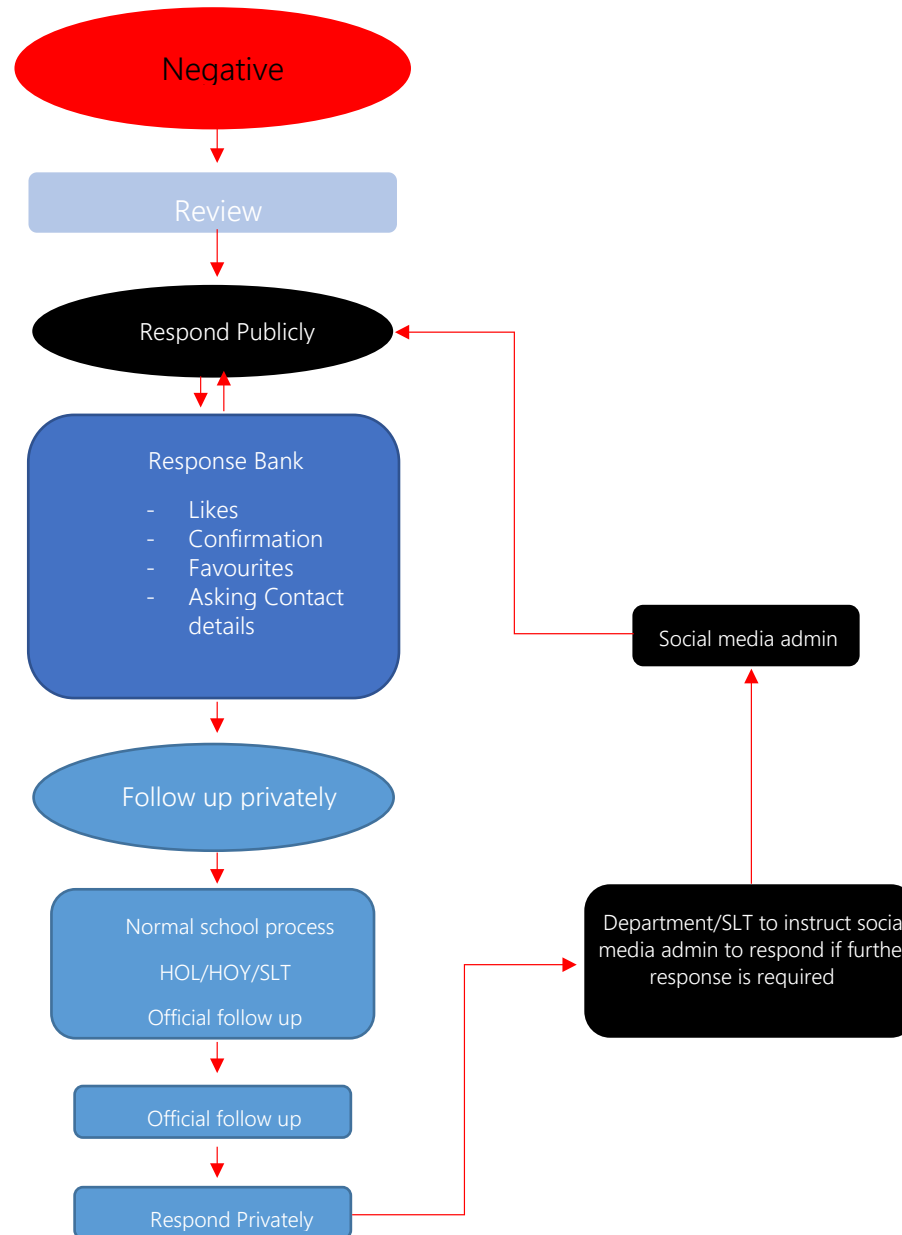 Negative
Review
Respond Publicly
Response Bank
- Likes
- Confirmation
- Favourites
- Asking Contact
details
Social media admin
Follow up privately
Normal school process
HOL/HOY/SLT
Official follow up
Department/SLT to instruct socia
media admin to respond if furthe
response is required
Official follow up
Respond Privately